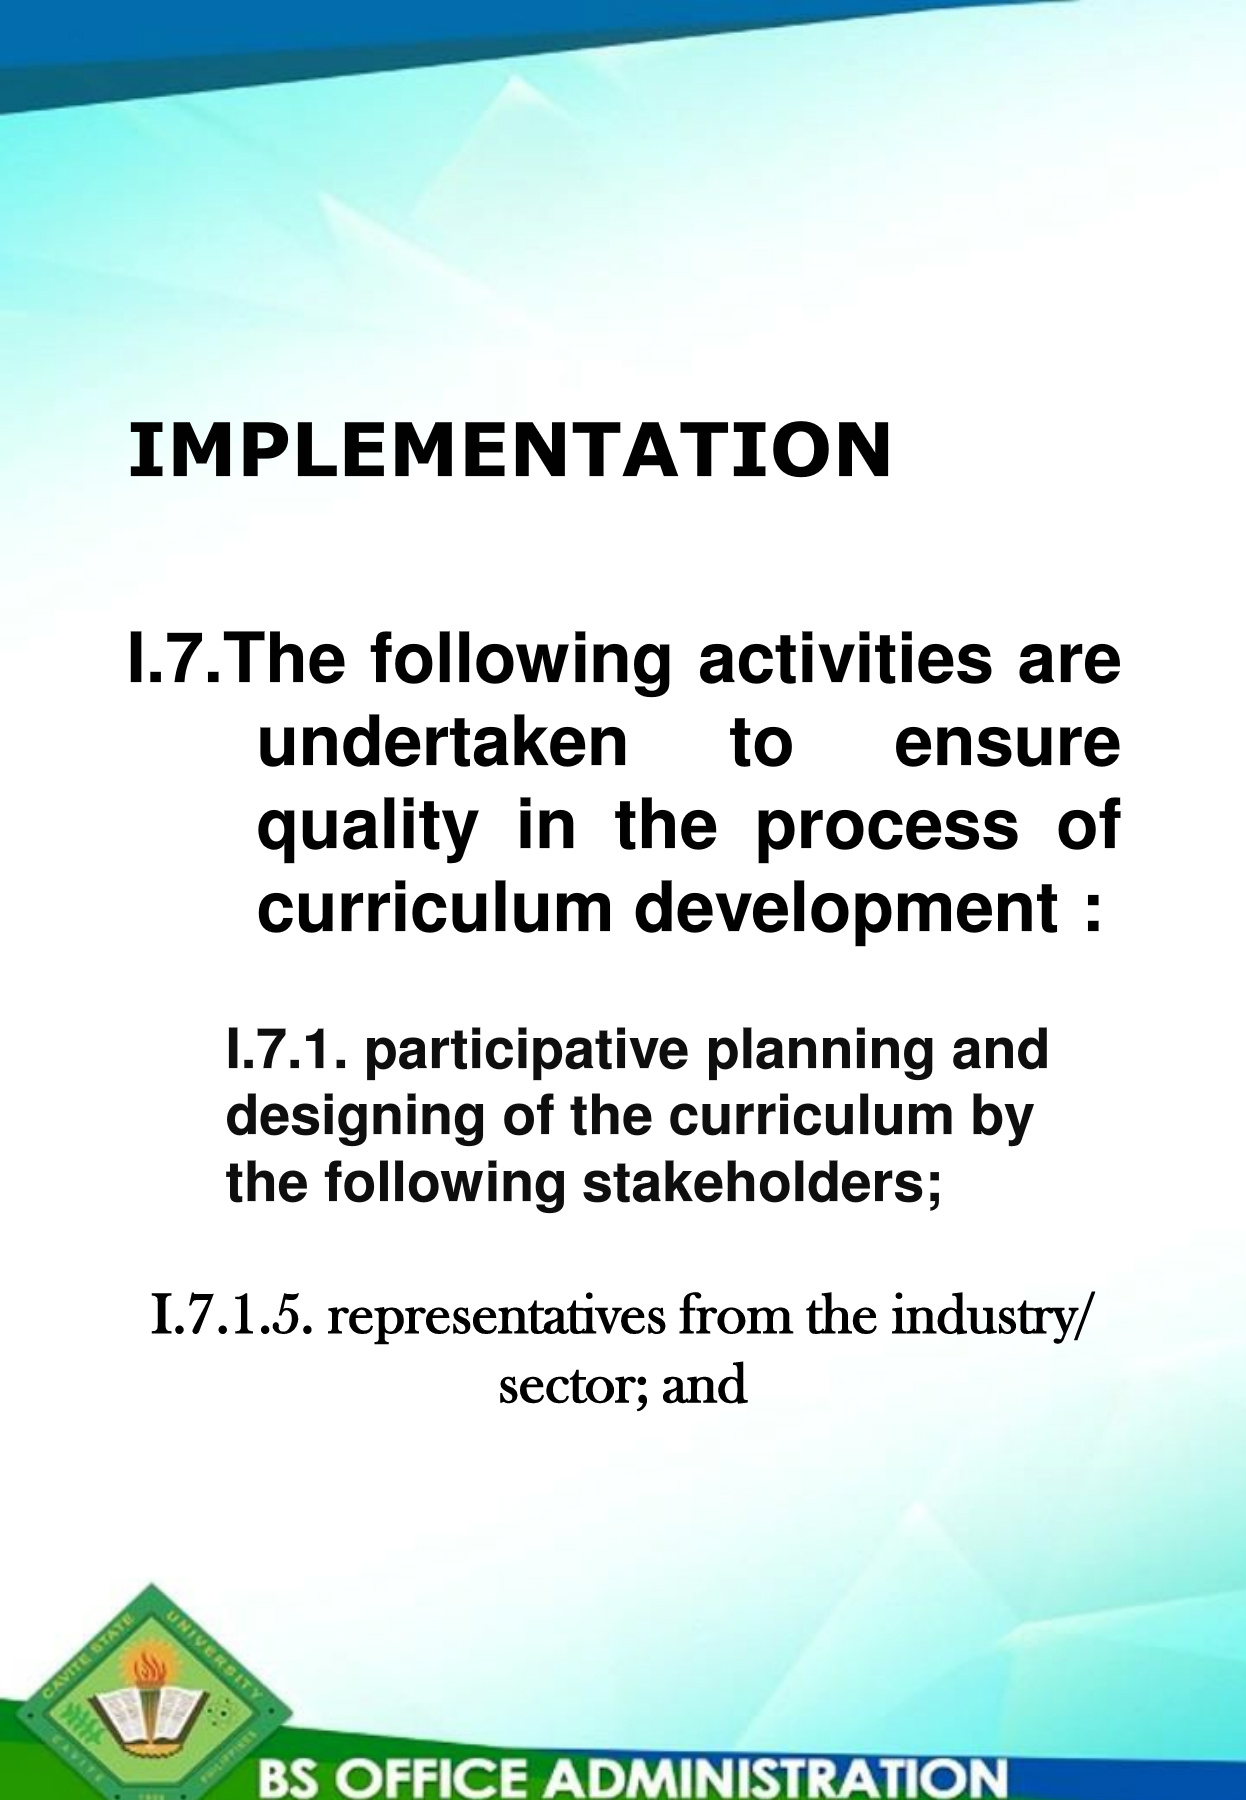 IMPLEMENTATION
I.7.The following activities are
undertaken to ensure
quality in the process of
curriculum development :
I.7.1. participative planning and
designing of the curriculum by
the following stakeholders;
I.7.1.5. representatives from the industry/
sector; and
CAVITE STATE UNIVERSITY
CAVITE PHILIPPINES
BS OFFICE ADMINISTRATION